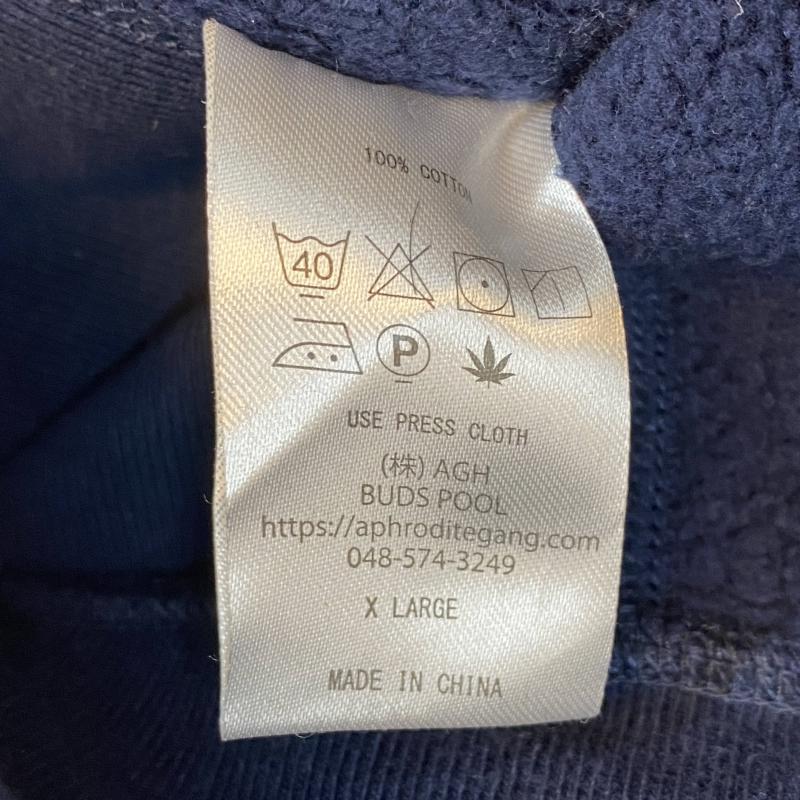 100% COTTON
40
P
USE PRESS CLOTH
(株) AGH
BUDS POOL
https://aphroditegang.com
048-574-3249
X LARGE
MADE IN CHINA